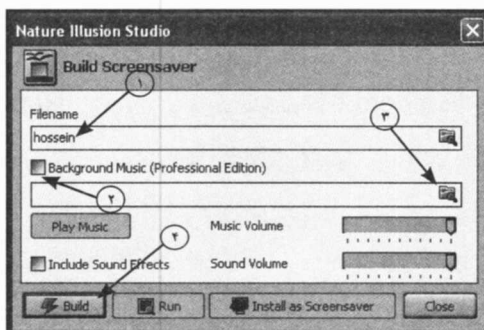 Nature Illusion Studio
Build Screensaver
۱
Filename
hossein
۳
Background Music (Professional Edition)
۲
Play Music
Music Volume
۴
Include Sound Effects
Sound Volume
Build
Run
Install as Screensaver
Close